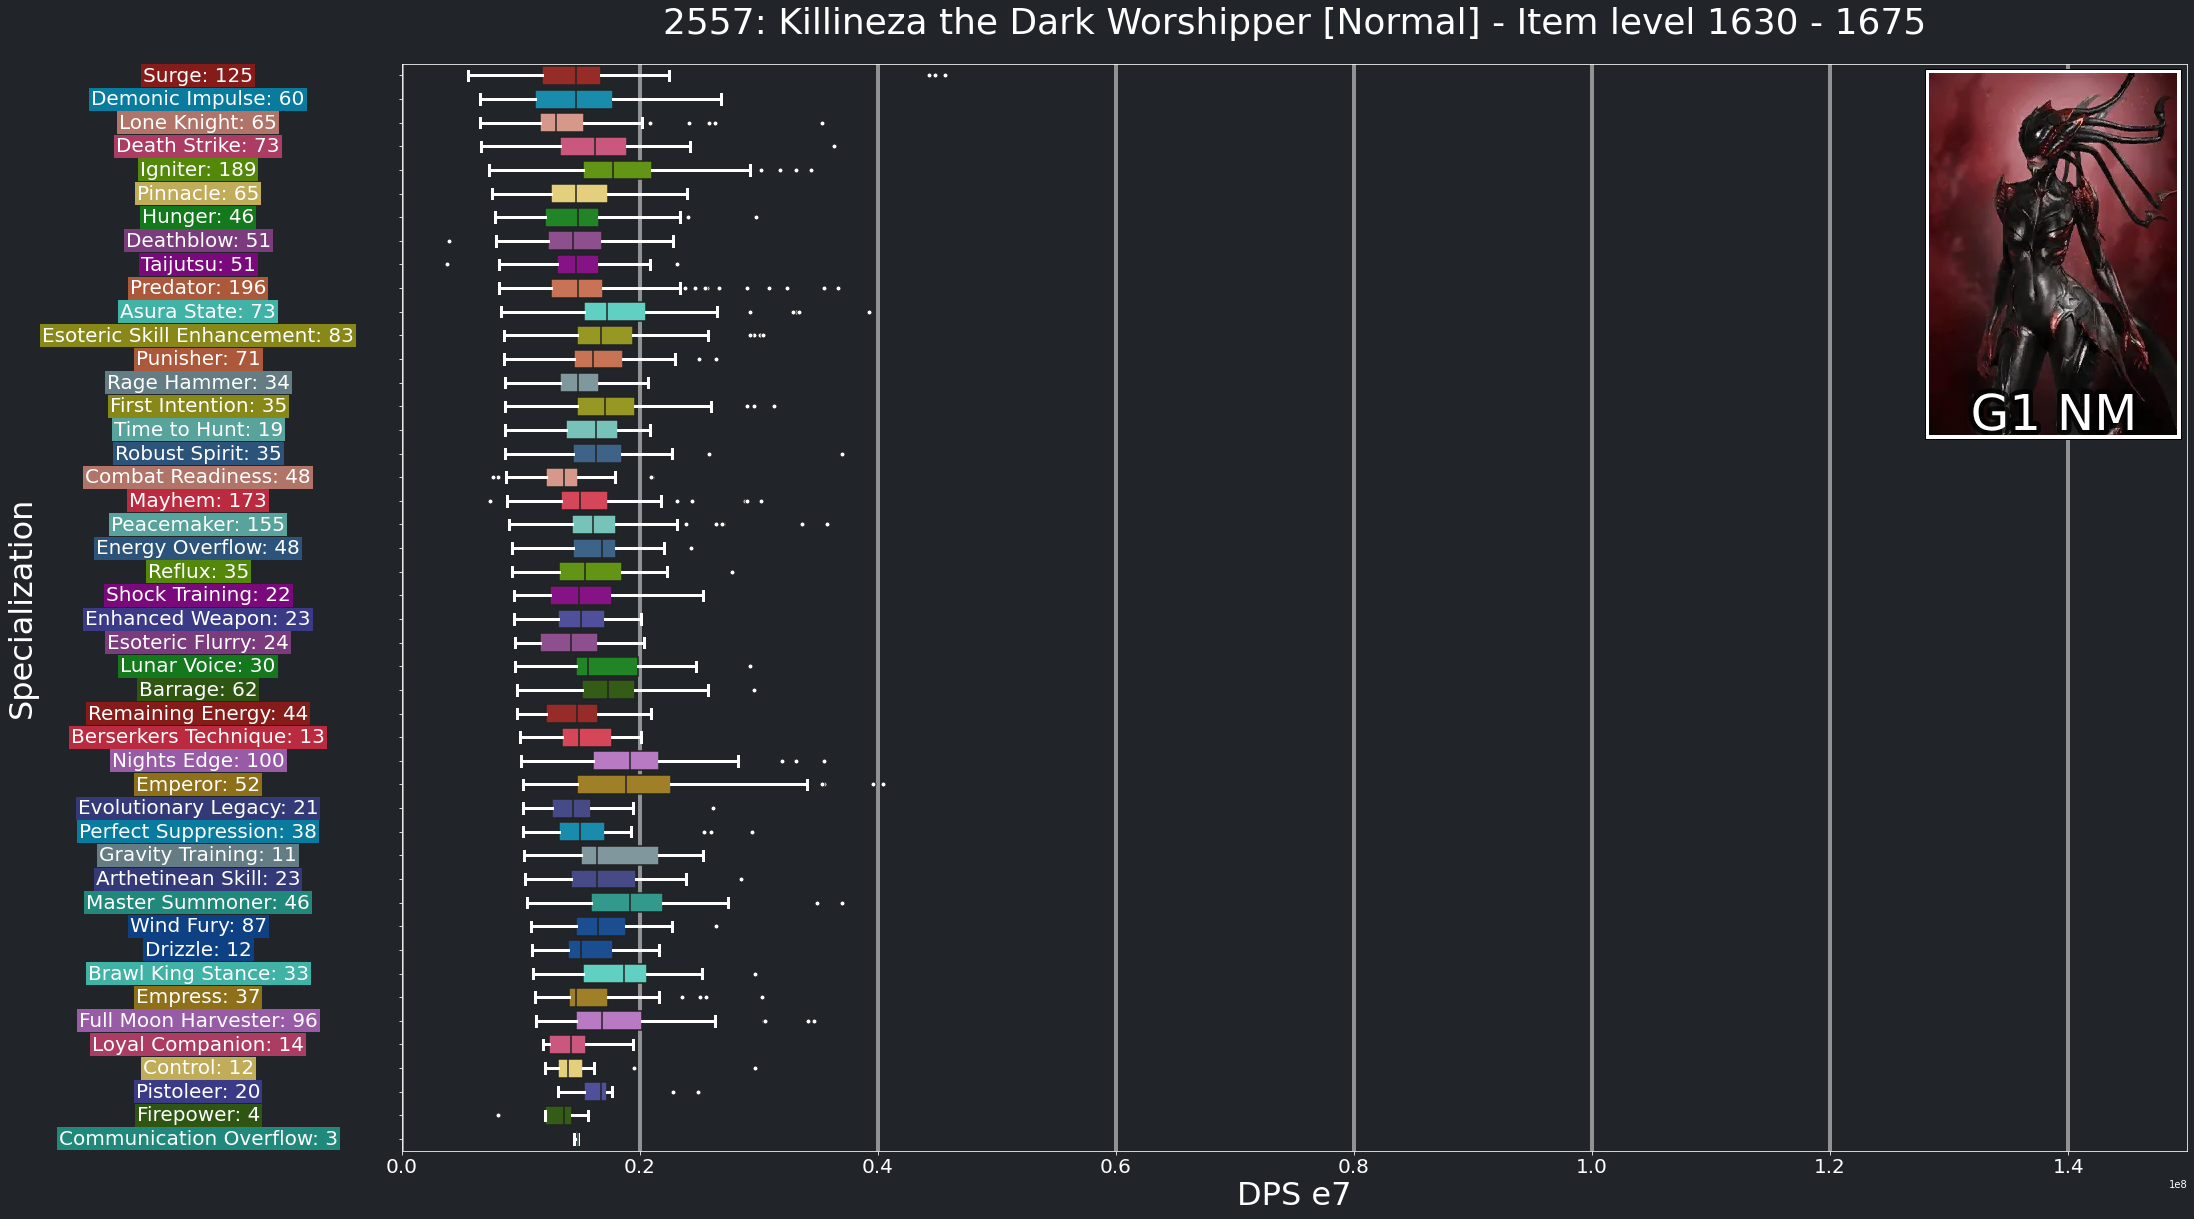 2557: Killineza the Dark Worshipper [Normal] - Item level 1630 - 1675
Surge: 125
Demonic Impulse: 60
Lone Knight: 65
Death Strike: 73
Igniter: 189
Pinnacle: 65
Hunger: 46
Deathblow: 51
Taijutsu: 51
Predator: 196
Asura State: 73
Esoteric Skill Enhancement: 83
Punisher: 71
Rage Hammer: 34
First Intention: 35
Time to Hunt: 19
Robust Spirit: 35
Combat Readiness: 48
Mayhem: 173
Peacemaker: 155
Energy Overflow: 48
Reflux: 35
Shock Training: 22
Enhanced Weapon: 23
Esoteric Flurry: 24
Lunar Voice: 30
Barrage: 62
Remaining Energy: 44
Berserkers Technique: 13
Nights Edge: 100
Emperor: 52
Evolutionary Legacy: 21
Perfect Suppression: 38
Gravity Training: 11
Arthetinean Skill: 23
Master Summoner: 46
Wind Fury: 87
Drizzle: 12
Brawl King Stance: 33
Empress: 37
Full Moon Harvester: 96
Loyal Companion: 14
Control: 12
Pistoleer: 20
Firepower: 4
Communication Overflow: 3
Specialization
G1 NM
0.0 0.2 0.4 0.6 0.8 1.0 1.2 1.4
1e8
DPS e7